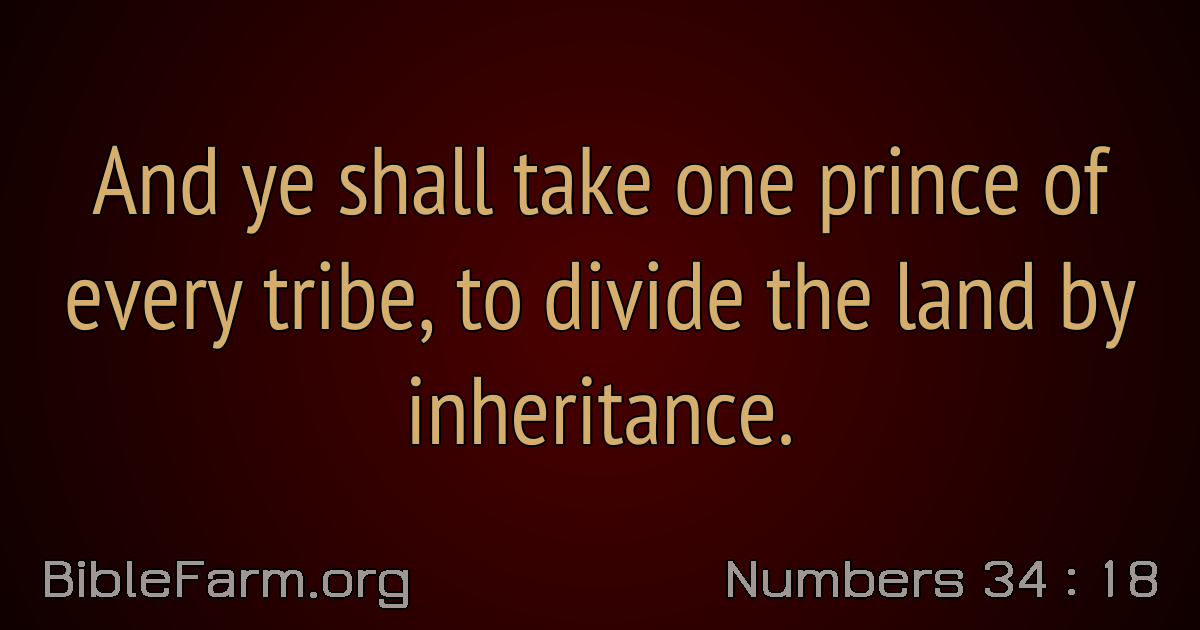 And ye shall take one prince of
every tribe, to divide the land by
inheritance.
BibleFarm.org
Numbers 34 : 18